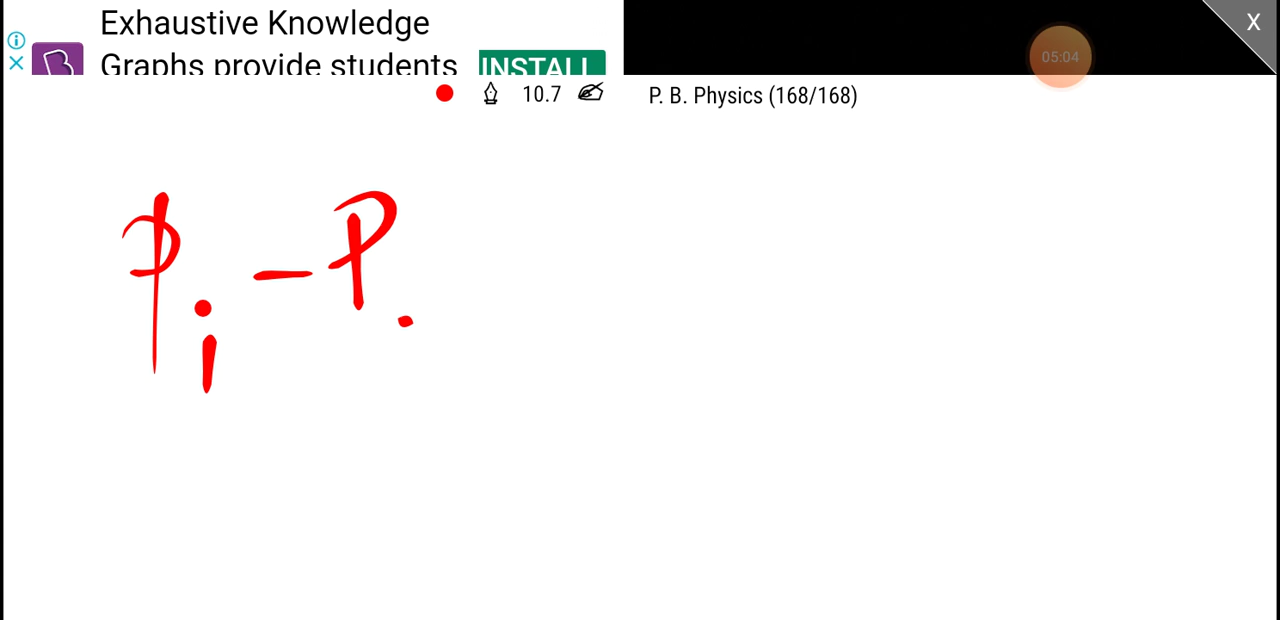 Exhaustive Knowledge
Graphs provide students
INSTALL
X
05:04
10.7
P. B. Physics (168/168)
Pi - P.